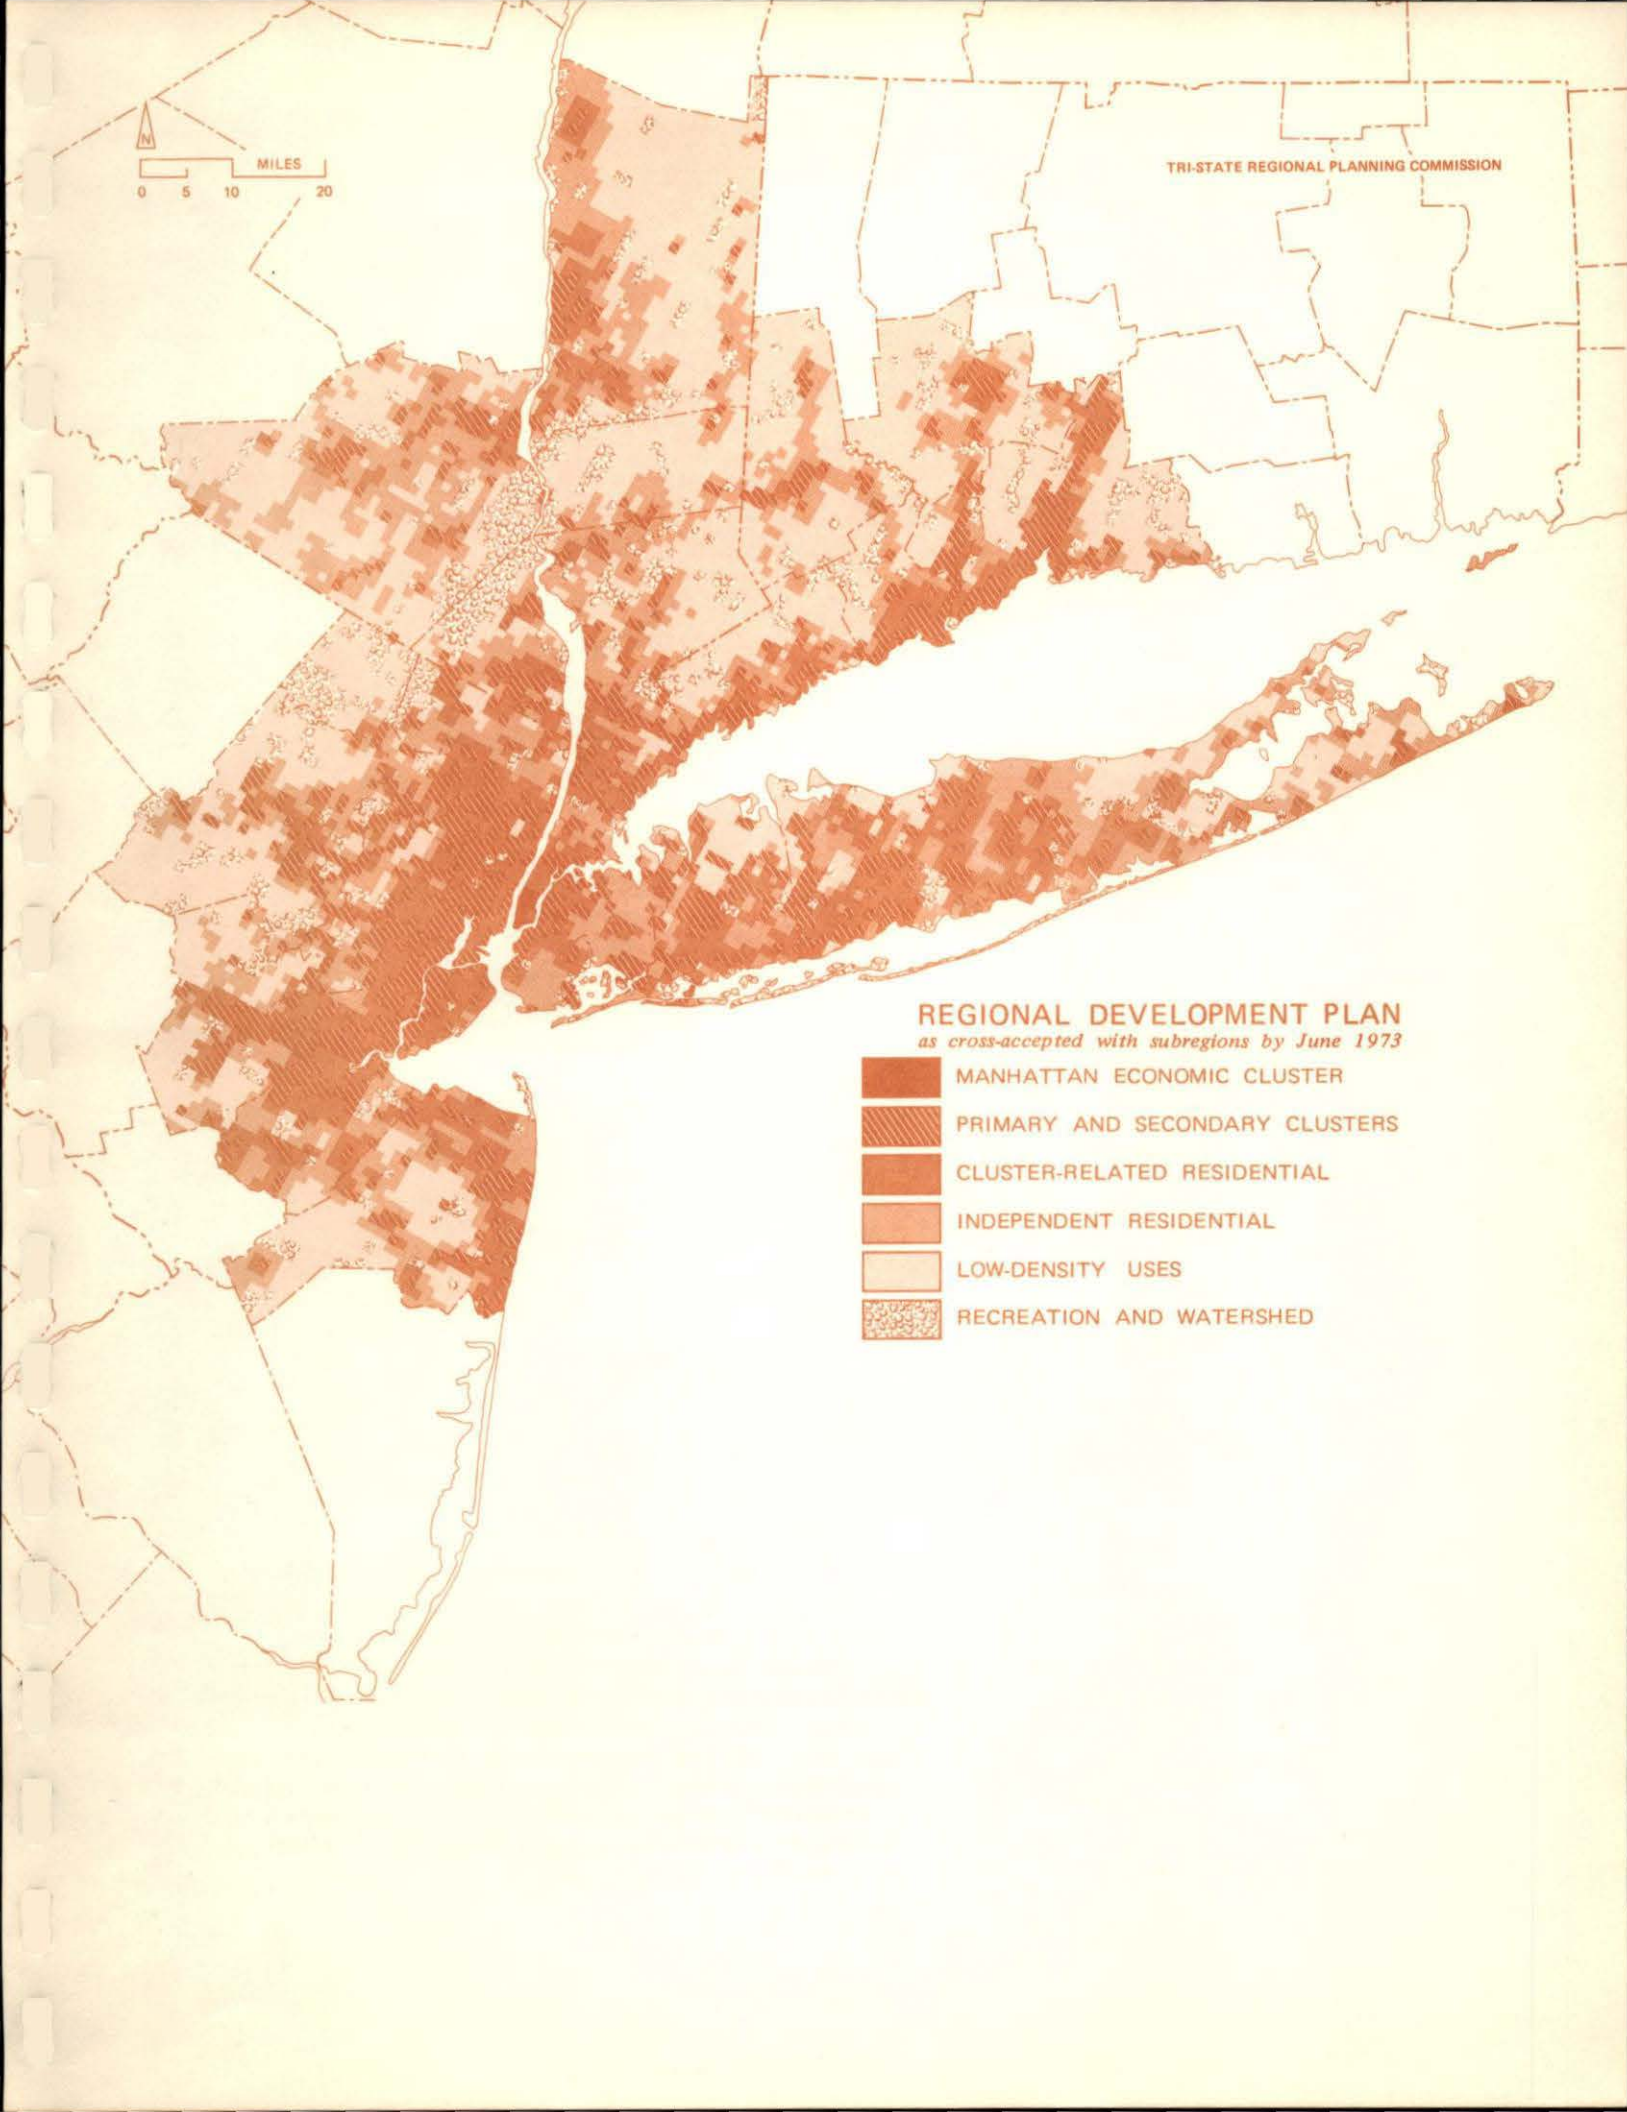 N
MILES
0 5 10 20
TRI-STATE REGIONAL PLANNING COMMISSION
REGIONAL DEVELOPMENT PLAN
as cross-accepted with subregions by June 1973
MANHATTAN ECONOMIC CLUSTER
PRIMARY AND SECONDARY CLUSTERS
CLUSTER-RELATED RESIDENTIAL
INDEPENDENT RESIDENTIAL
LOW-DENSITY USES
RECREATION AND WATERSHED